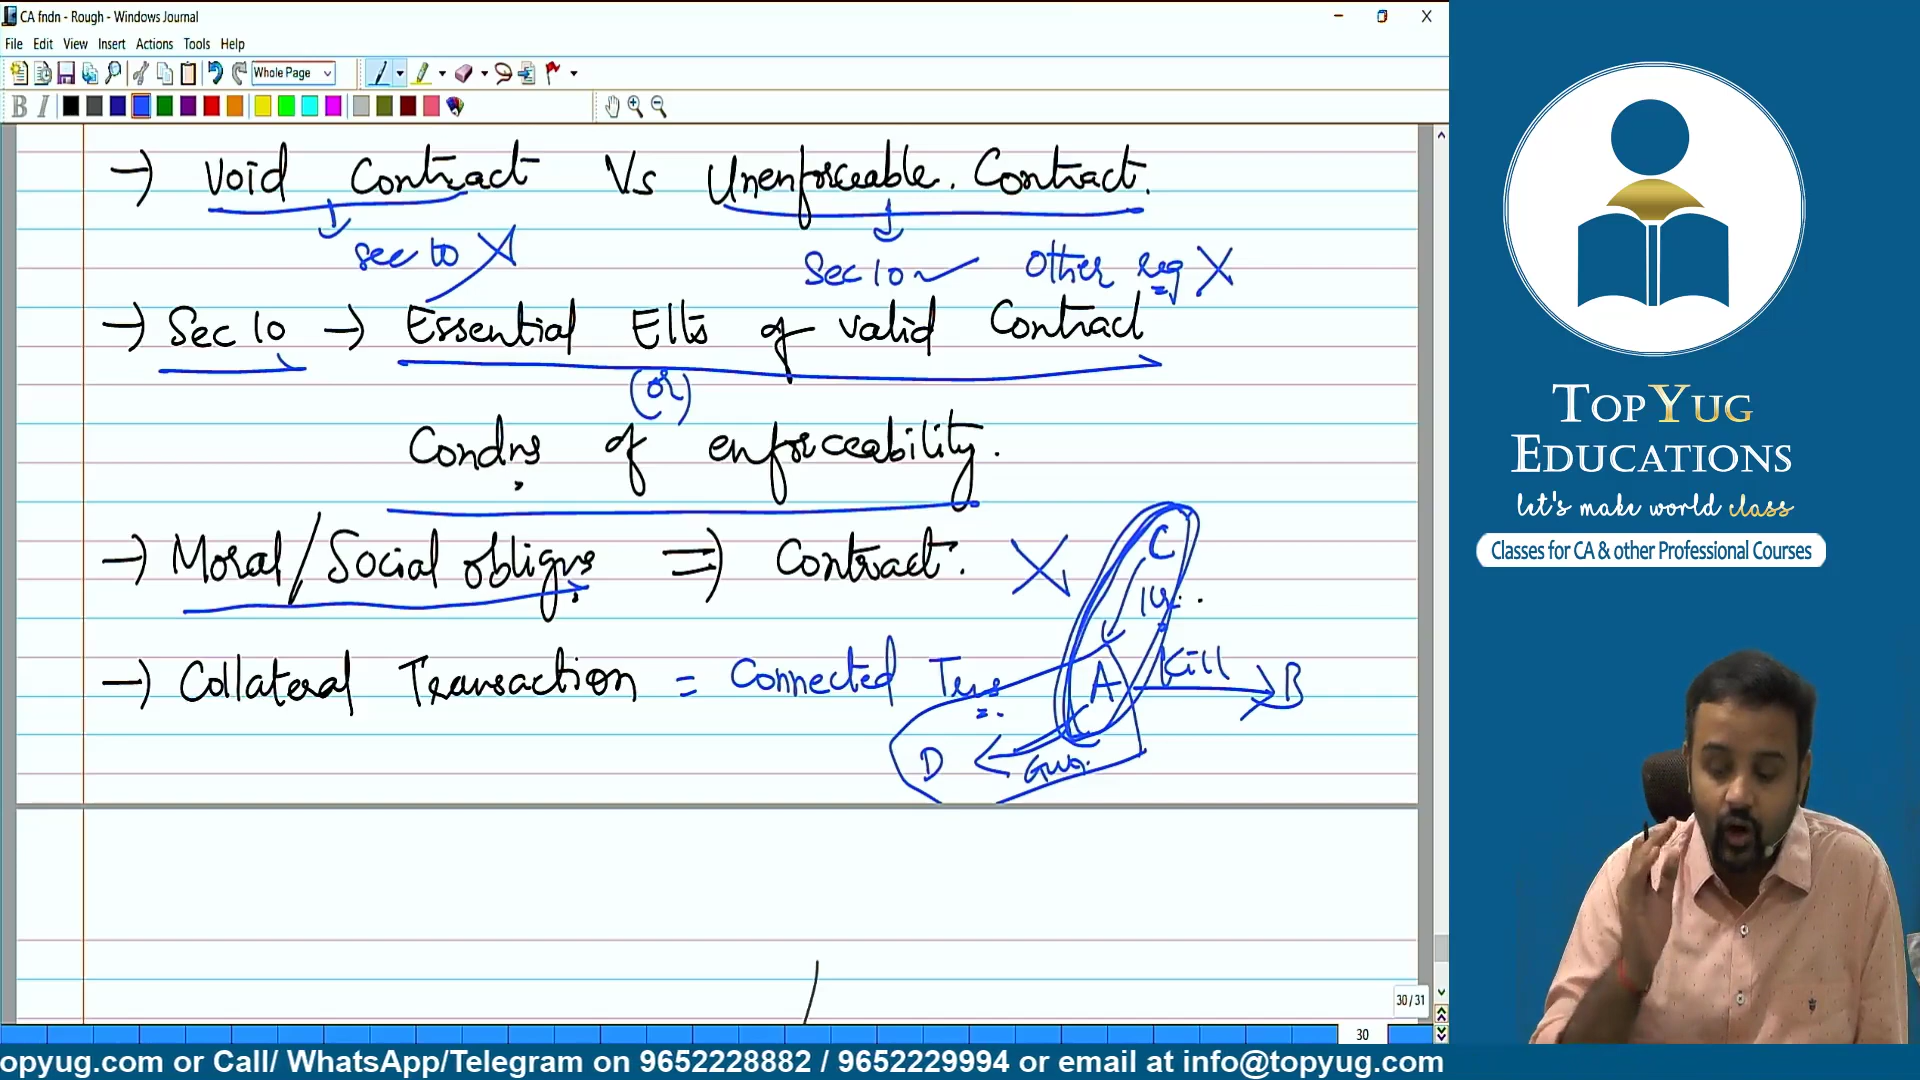 CA fndn - Rough - Windows Journal
File Edit View Insert Actions Tools Help
Whole Page
B I
→ Void Contract Vs Unenforceable. Contract.
Sec 10 X
Sec 10 ✓ Other req X
→ Sec 10 → Essential Elts of valid Contract
(or)
Condns of enforceability.
→ Moral/Social obligns ⇒ Contract. X
C
→ Collateral Transaction = Connected
A Kill B
D
30/31
30
TOPYUG
EDUCATIONS
let's make world class
Classes for CA & other Professional Courses
opyug.com or Call/ WhatsApp/Telegram on 9652228882 / 9652229994 or email at info@topyug.com